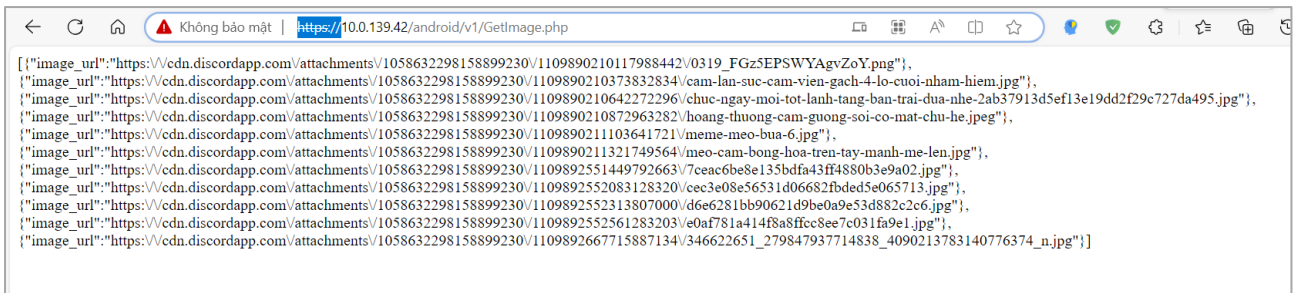 Không bảo mật | https://10.0.139.42/android/v1/GetImage.php
[{"image_url":"https:\/\/cdn.discordapp.com\/attachments\/1058632298158899230\/1109890210117988442\/0319_FGz5EPSWYAgvZoY.png"},
{"image_url":"https:\/\/cdn.discordapp.com\/attachments\/1058632298158899230\/1109890210373832834\/cam-lan-suc-cam-vien-gach-4-lo-cuoi-nham-hiem.jpg"},
{"image_url":"https:\/\/cdn.discordapp.com\/attachments\/1058632298158899230\/1109890210642272296\/chuc-ngay-moi-tot-lanh-tang-ban-trai-dua-nhe-2ab37913d5ef13e19dd2f29c727da495.jpg"},
{"image_url":"https:\/\/cdn.discordapp.com\/attachments\/1058632298158899230\/1109890210872963282\/hoang-thuong-cam-guong-soi-co-mat-chu-he.jpeg"},
{"image_url":"https:\/\/cdn.discordapp.com\/attachments\/1058632298158899230\/1109890211103641721\/meme-meo-bua-6.jpg"},
{"image_url":"https:\/\/cdn.discordapp.com\/attachments\/1058632298158899230\/1109890211321749564\/meo-cam-bong-hoa-tren-tay-manh-me-len.jpg"},
{"image_url":"https:\/\/cdn.discordapp.com\/attachments\/1058632298158899230\/1109892551449792663\/7ceac6be8e135bdfa43ff4880b3e9a02.jpg"},
{"image_url":"https:\/\/cdn.discordapp.com\/attachments\/1058632298158899230\/1109892552083128320\/cec3e08e56531d06682fbded5e065713.jpg"},
{"image_url":"https:\/\/cdn.discordapp.com\/attachments\/1058632298158899230\/1109892552313807000\/d6e6281bb90621d9be0a9e53d882c2c6.jpg"},
{"image_url":"https:\/\/cdn.discordapp.com\/attachments\/1058632298158899230\/1109892552561283203\/e0af781a414f8a8ffcc8ee7c031fa9e1.jpg"},
{"image_url":"https:\/\/cdn.discordapp.com\/attachments\/1058632298158899230\/1109892667715887134\/346622651_279847937714838_4090213783140776374_n.jpg"}]